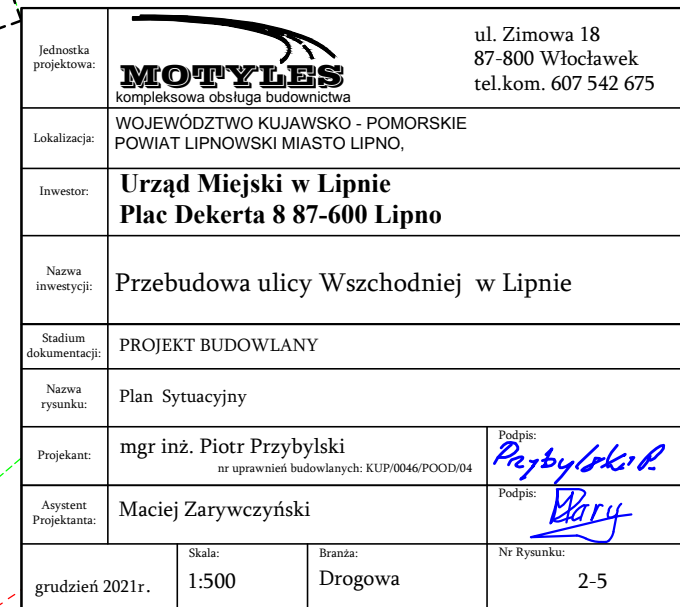 Jednostka
projektowa:
MOTYLES
kompleksowa obsługa budownictwa
ul. Zimowa 18
87-800 Włocławek
tel.kom. 607 542 675
Lokalizacja:
WOJEWÓDZTWO KUJAWSKO - POMORSKIE
POWIAT LIPNOWSKI MIASTO LIPNO,
Inwestor:
Urząd Miejski w Lipnie
Plac Dekerta 8 87-600 Lipno
Nazwa
inwestycji:
Przebudowa ulicy Wszchodniej w Lipnie
Stadium
dokumentacji:
PROJEKT BUDOWLANY
Nazwa
rysunku:
Plan Sytuacyjny
Projekant:
mgr inż. Piotr Przybylski
nr uprawnień budowlanych: KUP/0046/POOD/04
Podpis:
Przybylski P.
Asystent
Projektanta:
Maciej Zarywczyński
Podpis:
MZary
grudzień 2021r.
Skala:
1:500
Branża:
Drogowa
Nr Rysunku:
2-5